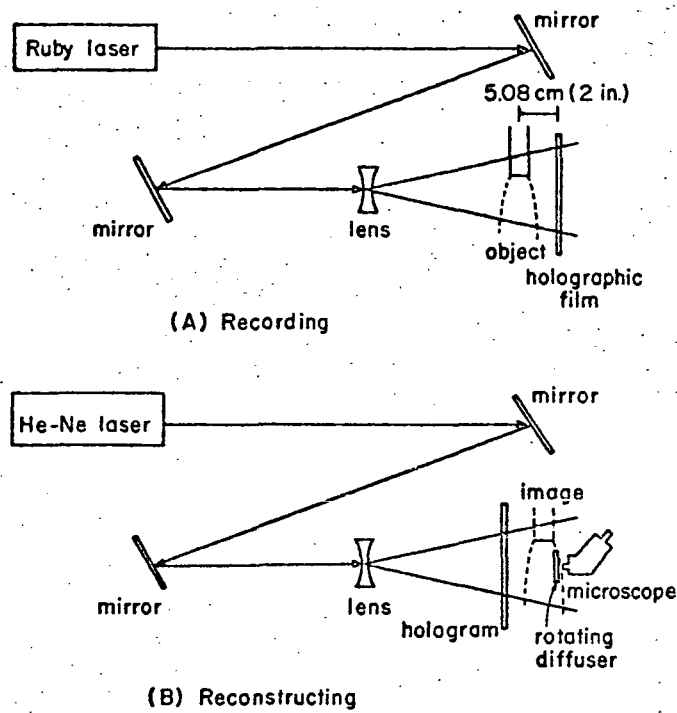 mirror
Ruby laser
5.08 cm (2 in.)
mirror
lens
object
holographic
film
(A) Recording
mirror
He-Ne laser
image
mirror
lens
microscope
hologram
rotating
diffuser
(B) Reconstructing